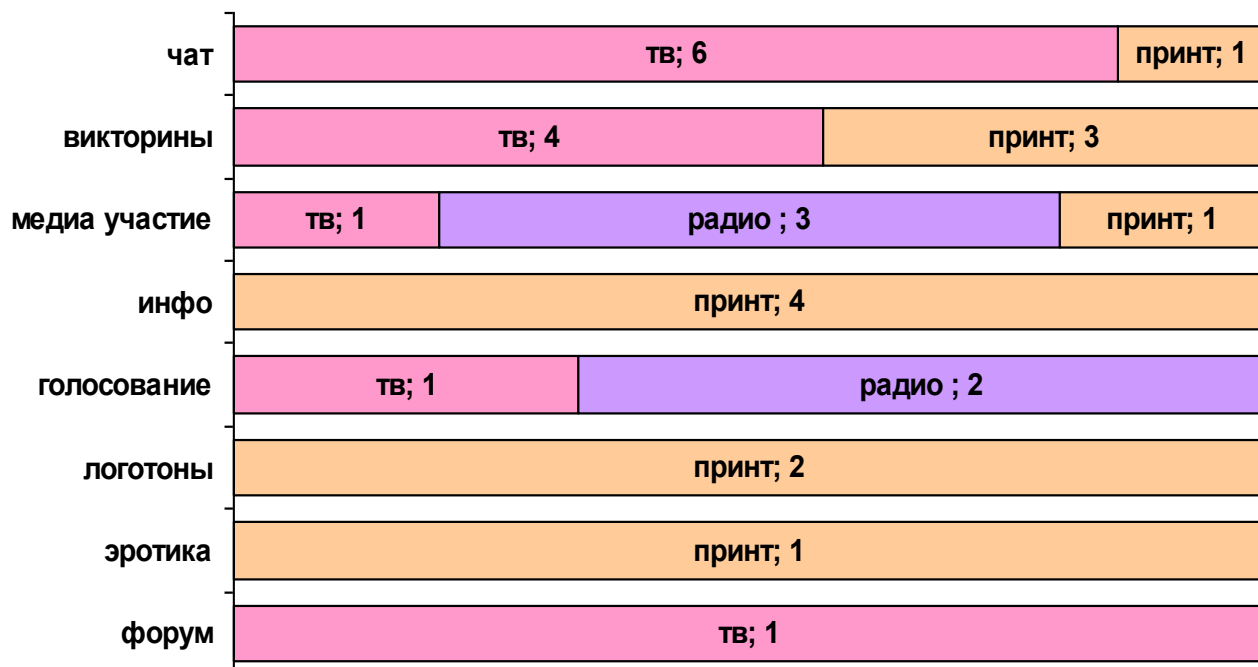 чат тв; 6 принт; 1
викторины тв; 4 принт; 3
медиа участие тв; 1 радио ; 3 принт; 1
инфо принт; 4
голосование тв; 1 радио ; 2
логотоны принт; 2
эротика принт; 1
форум тв; 1